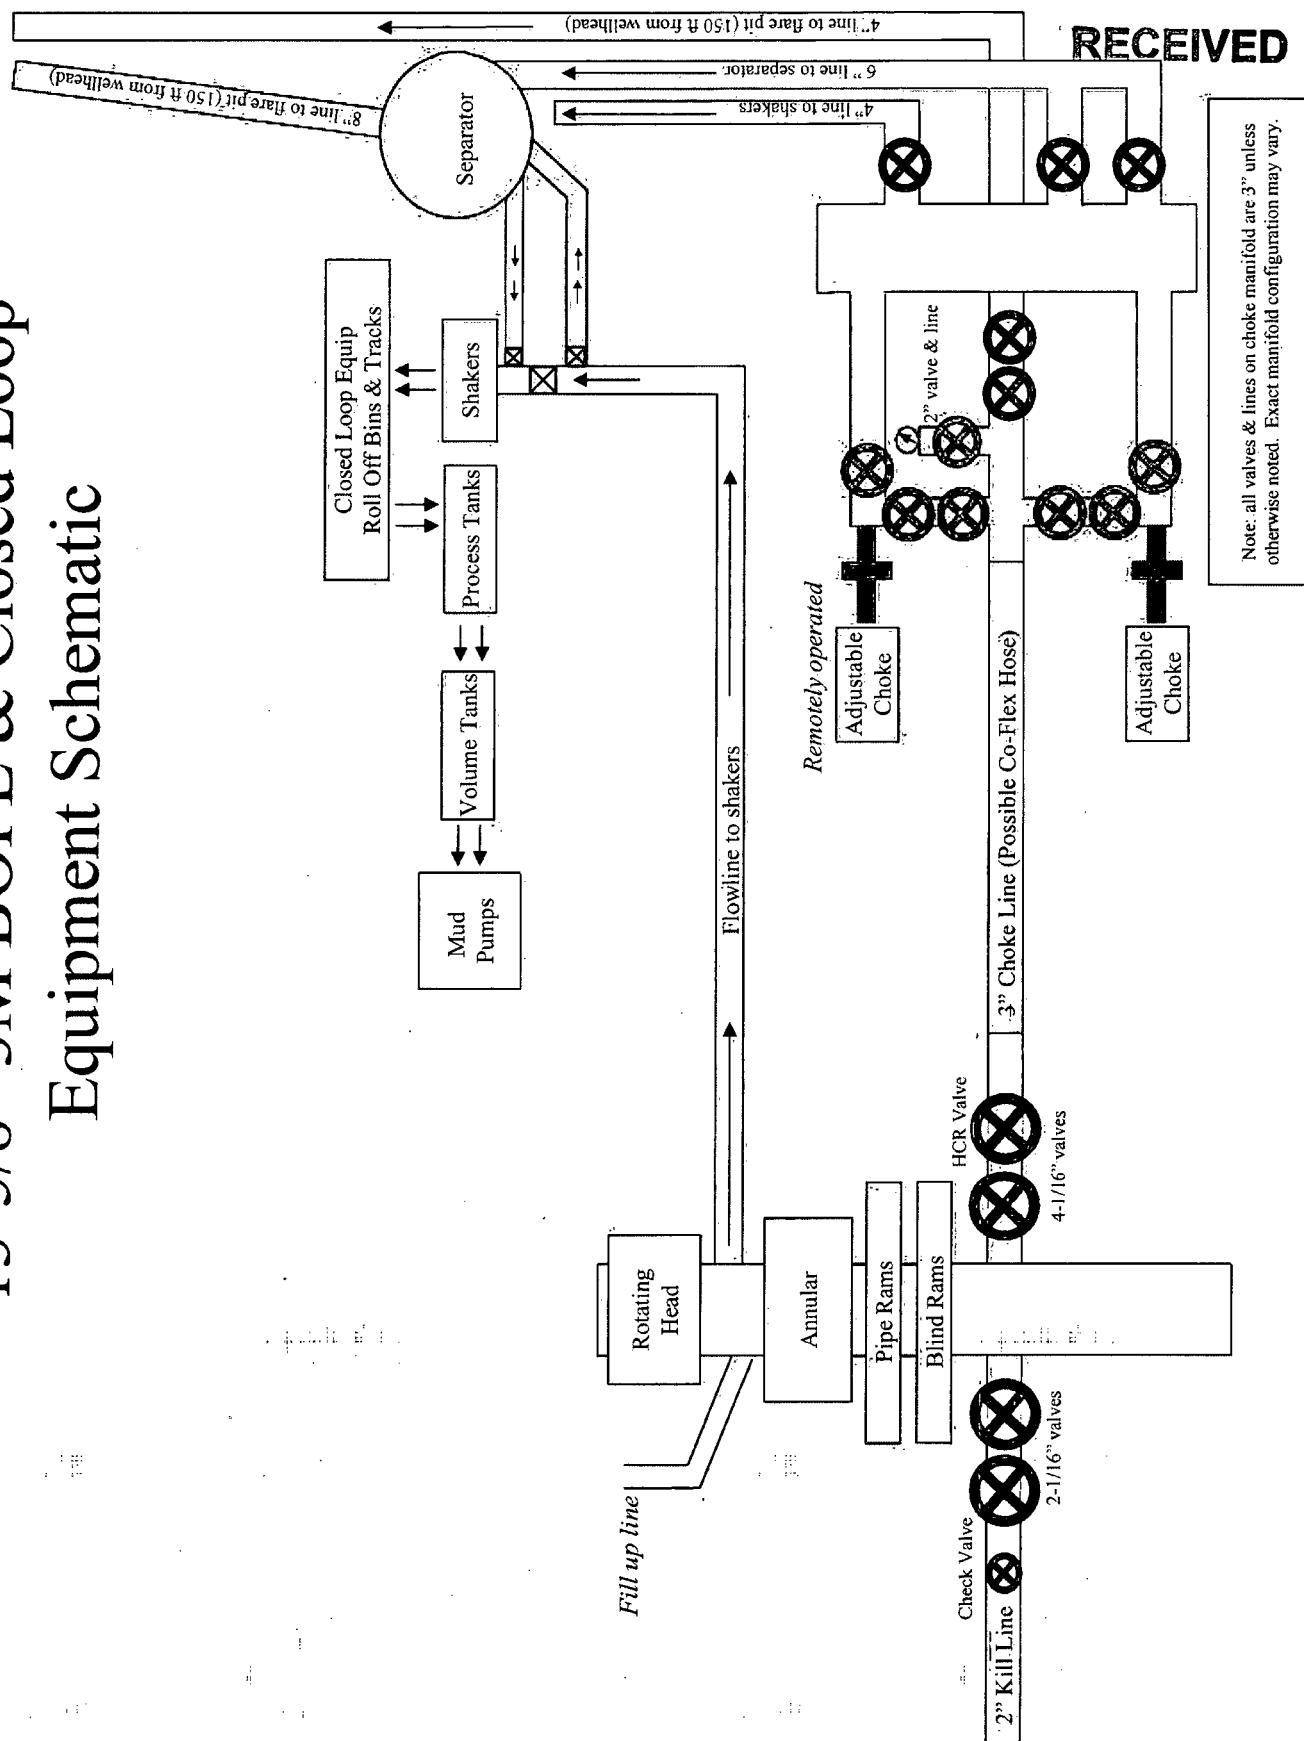 Equipment Schematic
RECEIVED
4" line to flare pit (150 ft from wellhead)
8" line to flare pit (150 ft from wellhead)
6" line to separator
4" line to shakers
Separator
Closed Loop Equip
Roll Off Bins & Tracks
Shakers
Process Tanks
Volume Tanks
Mud
Pumps
Flowline to shakers
2" valve & line
Remotely operated
Adjustable
Choke
Adjustable
Choke
3" Choke Line (Possible Co-Flex Hose)
HCR Valve
4-1/16" valves
Rotating
Head
Annular
Pipe Rams
Blind Rams
Fill up line
2-1/16" valves
Check Valve
2" Kill Line
Note: all valves & lines on choke manifold are 3" unless
otherwise noted. Exact manifold configuration may vary.